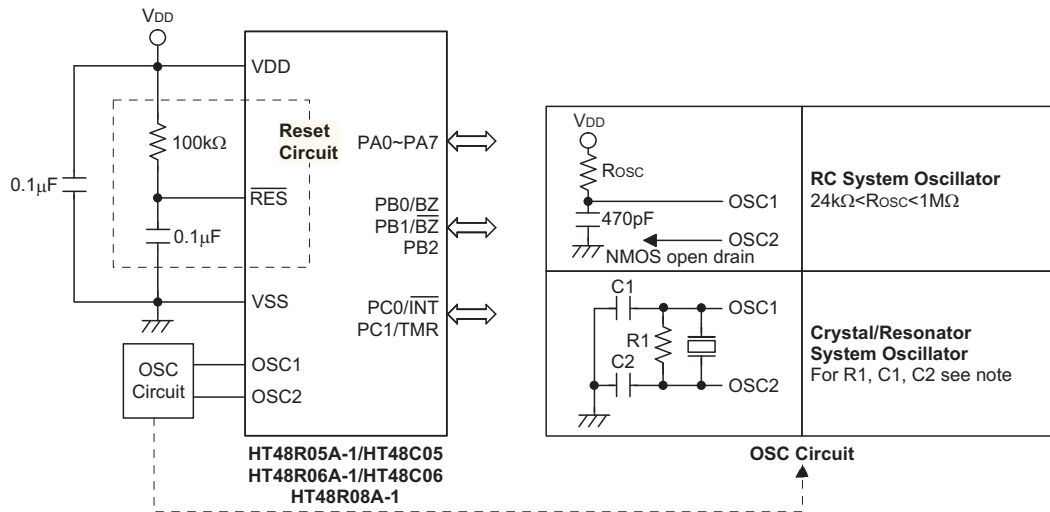 VDD
VDD
100kΩ
Reset
Circuit
0.1μF
R̅E̅S̅
0.1μF
VSS
OSC
Circuit
OSC1
OSC2
PA0~PA7
PB0/BZ
PB1/B̅Z̅
PB2
PC0/I̅N̅T̅
PC1/TMR
HT48R05A-1/HT48C05
HT48R06A-1/HT48C06
HT48R08A-1
VDD
ROSC
OSC1
470pF
OSC2
NMOS open drain
RC System Oscillator
24kΩ<ROSC<1MΩ
C1
OSC1
R1
C2
OSC2
Crystal/Resonator
System Oscillator
For R1, C1, C2 see note
OSC Circuit